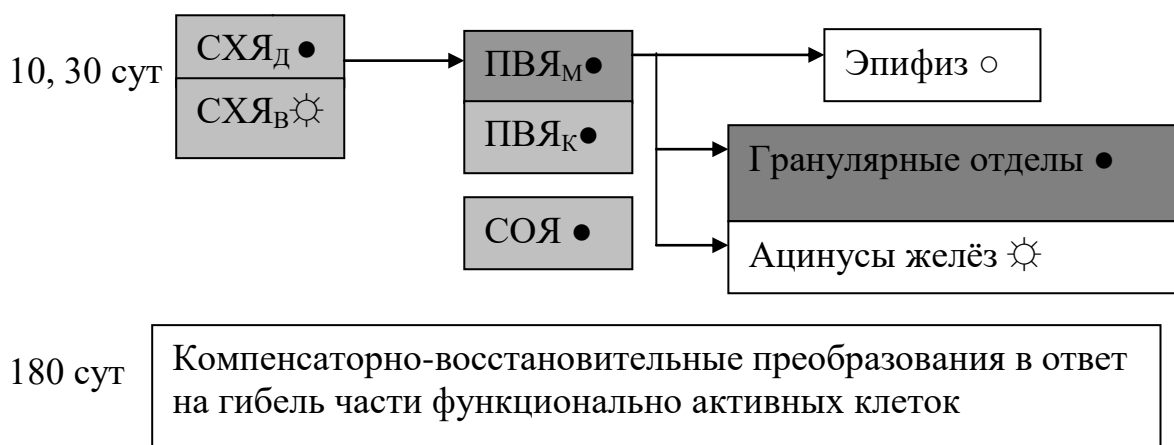 10, 30 сут
СХЯД ●
СХЯВ☼
ПВЯМ●
ПВЯК●
СОЯ ●
Эпифиз ○
Гранулярные отделы ●
Ацинусы желёз ☼
180 сут
Компенсаторно-восстановительные преобразования в ответ
на гибель части функционально активных клеток